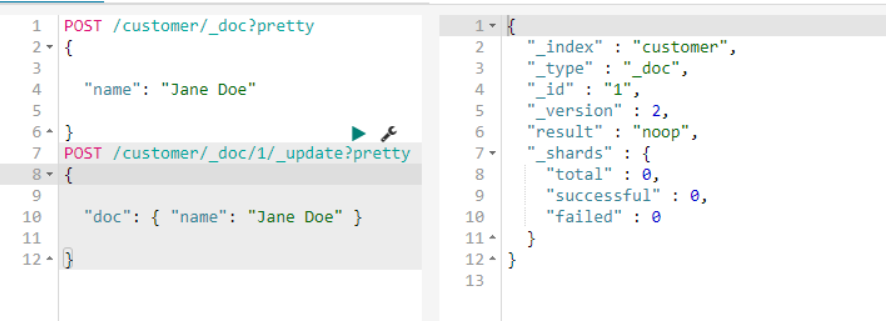 1 POST /customer/_doc?pretty
2 {
3
4 "name": "Jane Doe"
5
6 }
7 POST /customer/_doc/1/_update?pretty
8 {
9
10 "doc": { "name": "Jane Doe" }
11
12 }
1 {
2 "_index" : "customer",
3 "_type" : "_doc",
4 "_id" : "1",
5 "_version" : 2,
6 "result" : "noop",
7 "_shards" : {
8 "total" : 0,
9 "successful" : 0,
10 "failed" : 0
11 }
12 }
13